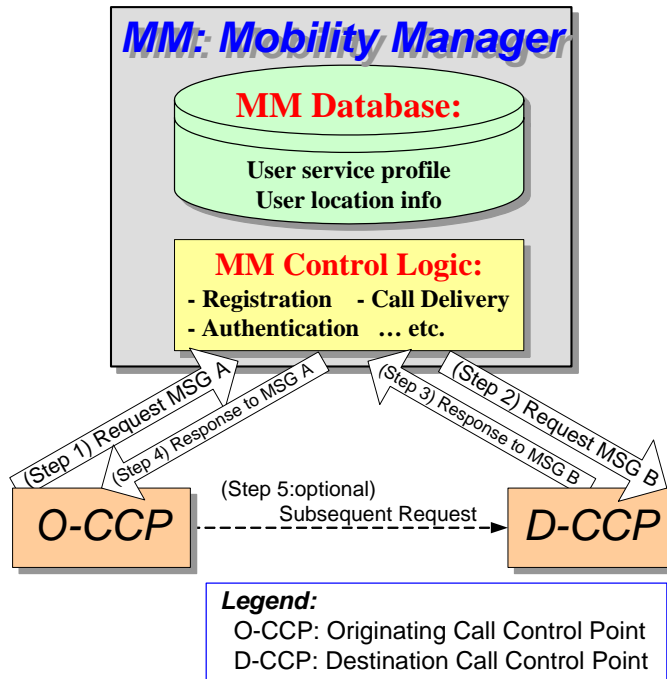 MM: Mobility Manager
MM Database:
User service profile
User location info
MM Control Logic:
- Registration - Call Delivery
- Authentication … etc.
(Step 1) Request MSG A
(Step 4) Response to MSG A
(Step 3) Response to MSG B
(Step 2) Request MSG B
O-CCP
(Step 5:optional)
Subsequent Request
D-CCP
Legend:
O-CCP: Originating Call Control Point
D-CCP: Destination Call Control Point